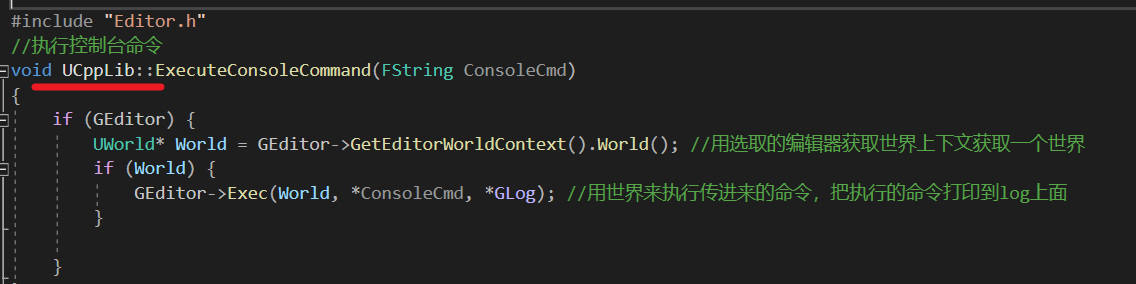 #include "Editor.h"
//执行控制台命令
void UCppLib::ExecuteConsoleCommand(FString ConsoleCmd)
{
if (GEditor) {
UWorld* World = GEditor->GetEditorWorldContext().World(); //用选取的编辑器获取世界上下文获取一个世界
if (World) {
GEditor->Exec(World, *ConsoleCmd, *GLog); //用世界来执行传进来的命令，把执行的命令打印到log上面
}
}